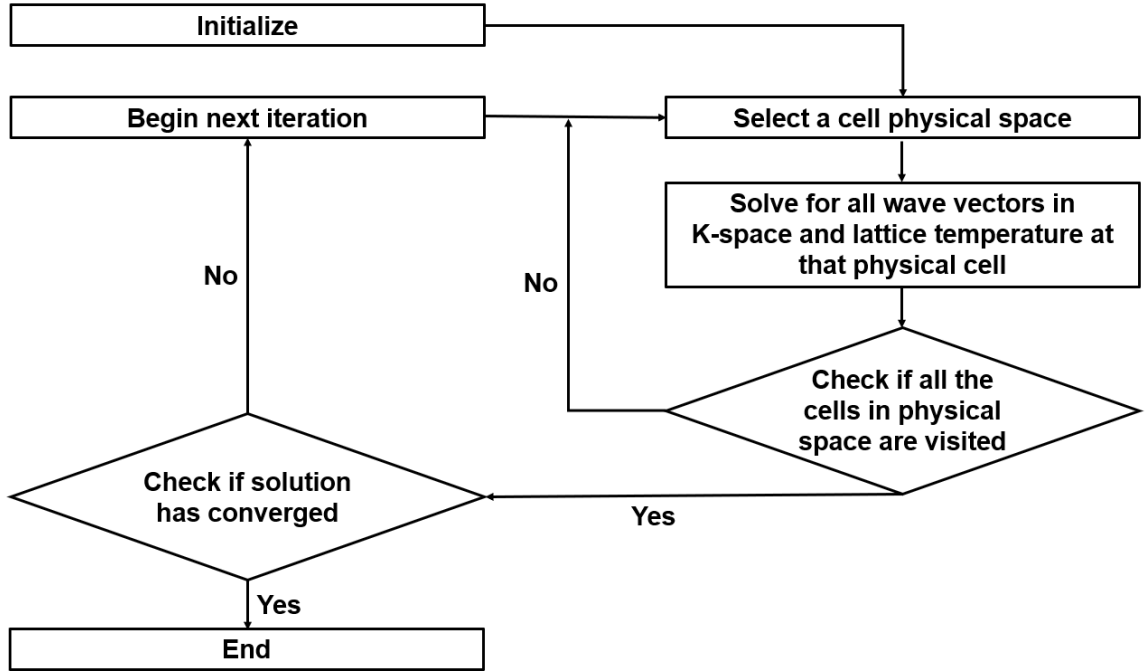 Initialize
Begin next iteration
Select a cell physical space
Solve for all wave vectors in
K-space and lattice temperature at
that physical cell
No
No
Check if all the
cells in physical
space are visited
Check if solution
has converged
Yes
Yes
End